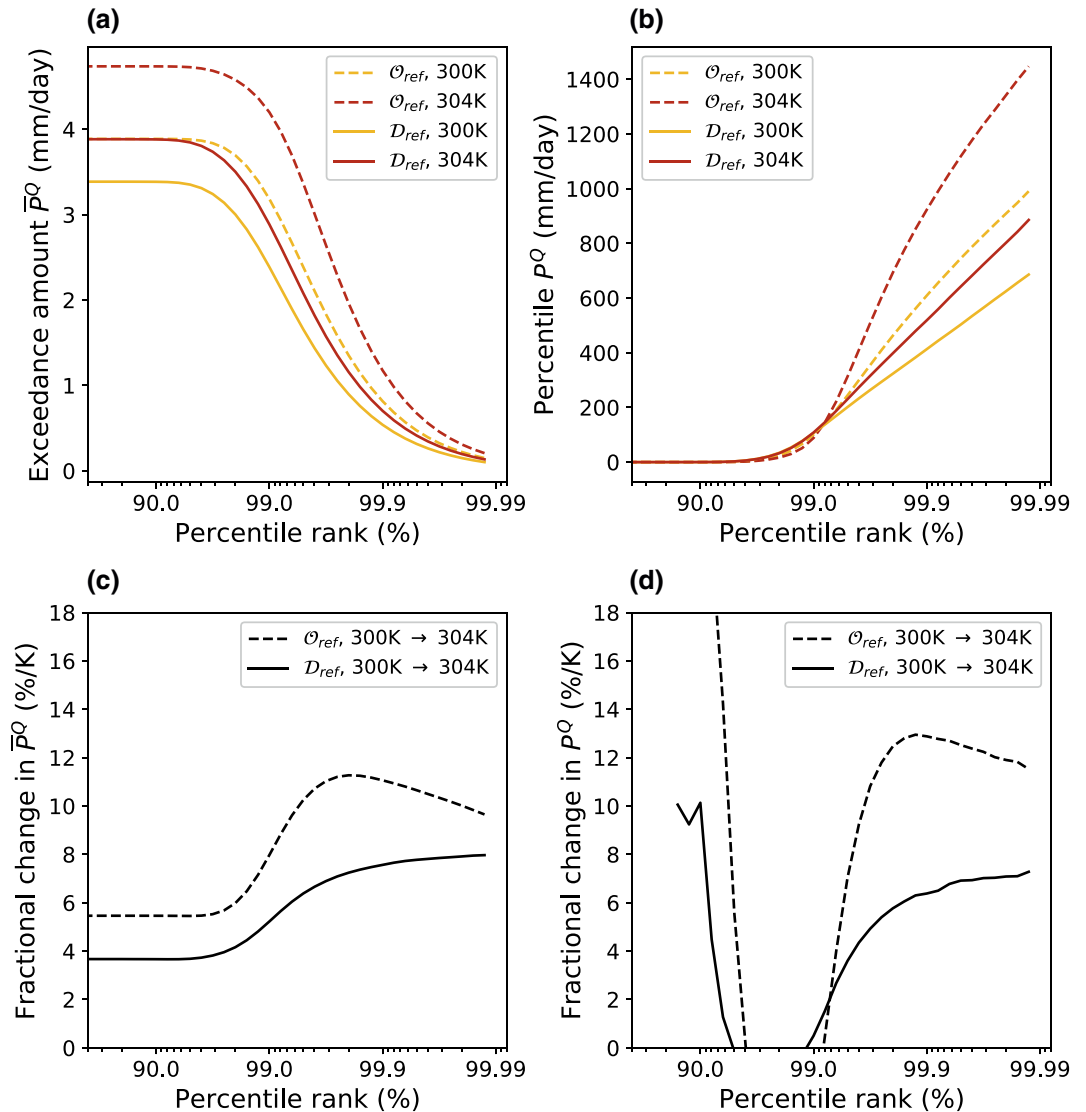 (a)
Exceedance amount P̅^Q (mm/day)
4
3
2
1
0
𝒪ref, 300K
𝒪ref, 304K
𝒟ref, 300K
𝒟ref, 304K
90.0 99.0 99.9 99.99
Percentile rank (%)
(b)
Percentile P^Q (mm/day)
1400
1200
1000
800
600
400
200
0
𝒪ref, 300K
𝒪ref, 304K
𝒟ref, 300K
𝒟ref, 304K
90.0 99.0 99.9 99.99
Percentile rank (%)
(c)
Fractional change in P̅^Q (%/K)
18
16
14
12
10
8
6
4
2
0
𝒪ref, 300K → 304K
𝒟ref, 300K → 304K
90.0 99.0 99.9 99.99
Percentile rank (%)
(d)
Fractional change in P^Q (%/K)
18
16
14
12
10
8
6
4
2
0
𝒪ref, 300K → 304K
𝒟ref, 300K → 304K
90.0 99.0 99.9 99.99
Percentile rank (%)